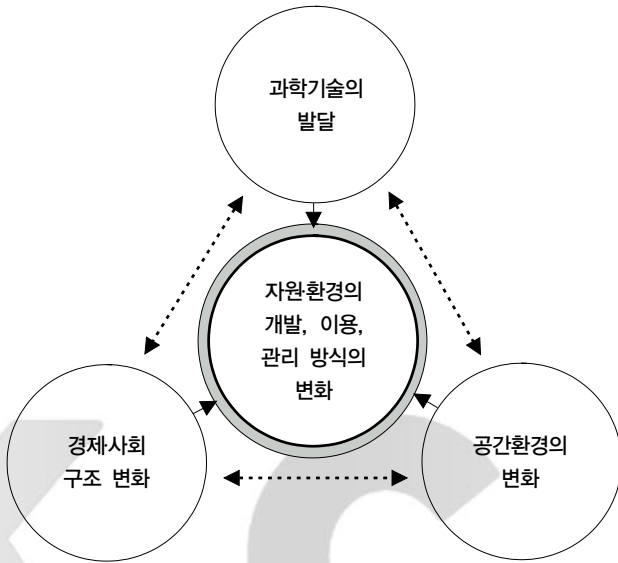 과학기술의
발달
자원·환경의
개발, 이용,
관리 방식의
변화
경제·사회
구조 변화
공간환경의
변화